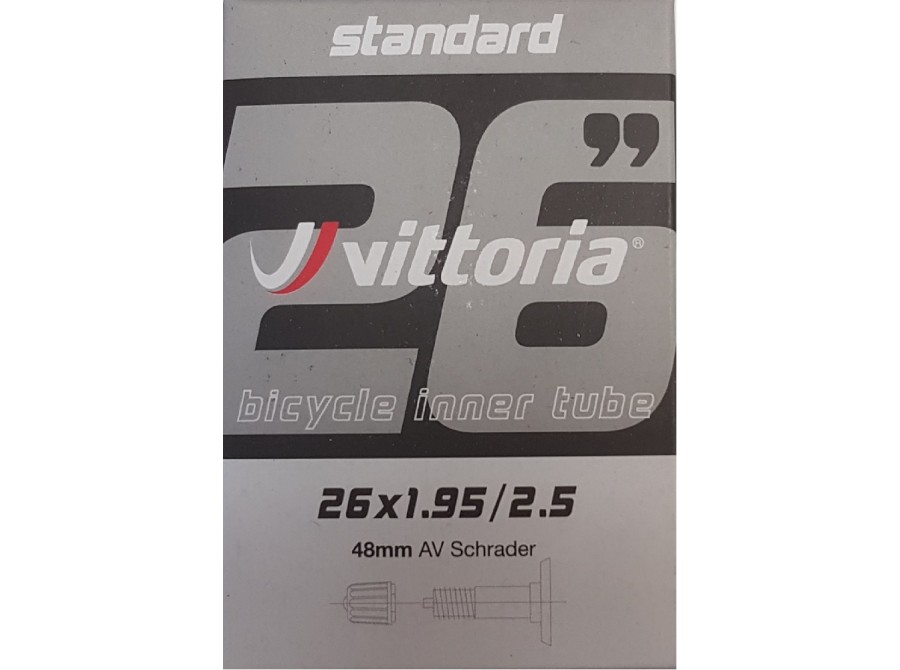 standard
26”
vittoria®
bicycle inner tube
26x1.95/2.5
48mm AV Schrader